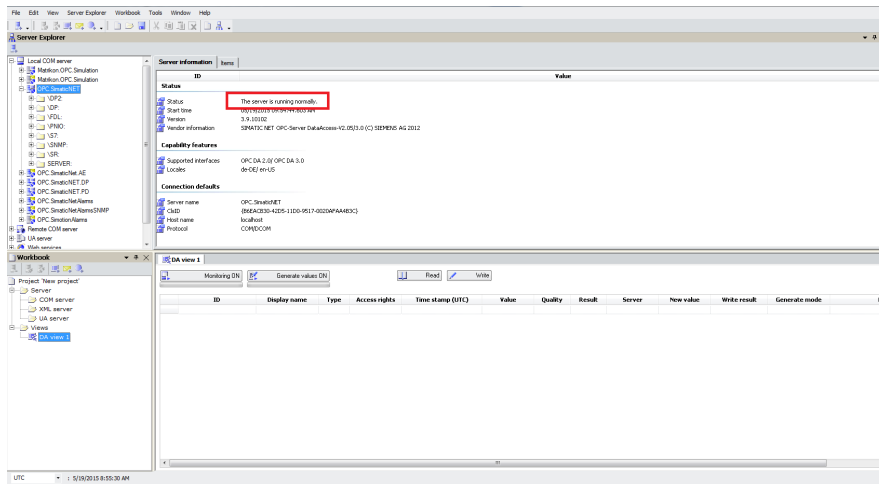 File Edit View Server Explorer Workbook Tools Window Help
Server Explorer
Local COM server
Matrikon.OPC.Simulation
Matrikon.OPC.Simulation
OPC.SimaticNET
\DP2:
\DP:
\FDL:
\PNIO:
\S7:
\SNMP:
\SR:
SERVER:
OPC.SimaticNet.AE
OPC.SimaticNET.DP
OPC.SimaticNET.PD
OPC.SimaticNetAlarms
OPC.SimaticNetAlarmsSNMP
OPC.SimotionAlarms
Remote COM server
UA server
Web services
Server information Items
ID Value
Status
Status The server is running normally.
Start time
Version 3.9.10102
Vendor information SIMATIC NET OPC-Server DataAccess-V2.05/3.0 (C) SIEMENS AG 2012
Capability features
Supported interfaces OPC DA 2.0/ OPC DA 3.0
Locales de-DE/ en-US
Connection defaults
Server name OPC.SimaticNET
ClsID {B6EACB30-42D5-11D0-9517-0020AFAA4B3C}
Host name localhost
Protocol COM/DCOM
Workbook
Project 'New project'
Server
COM server
XML server
UA server
Views
DA view 1
DA view 1
Monitoring ON Generate values ON Read Write
ID Display name Type Access rights Time stamp (UTC) Value Quality Result Server New value Write result Generate mode
UTC : 5/19/2015 8:55:30 AM